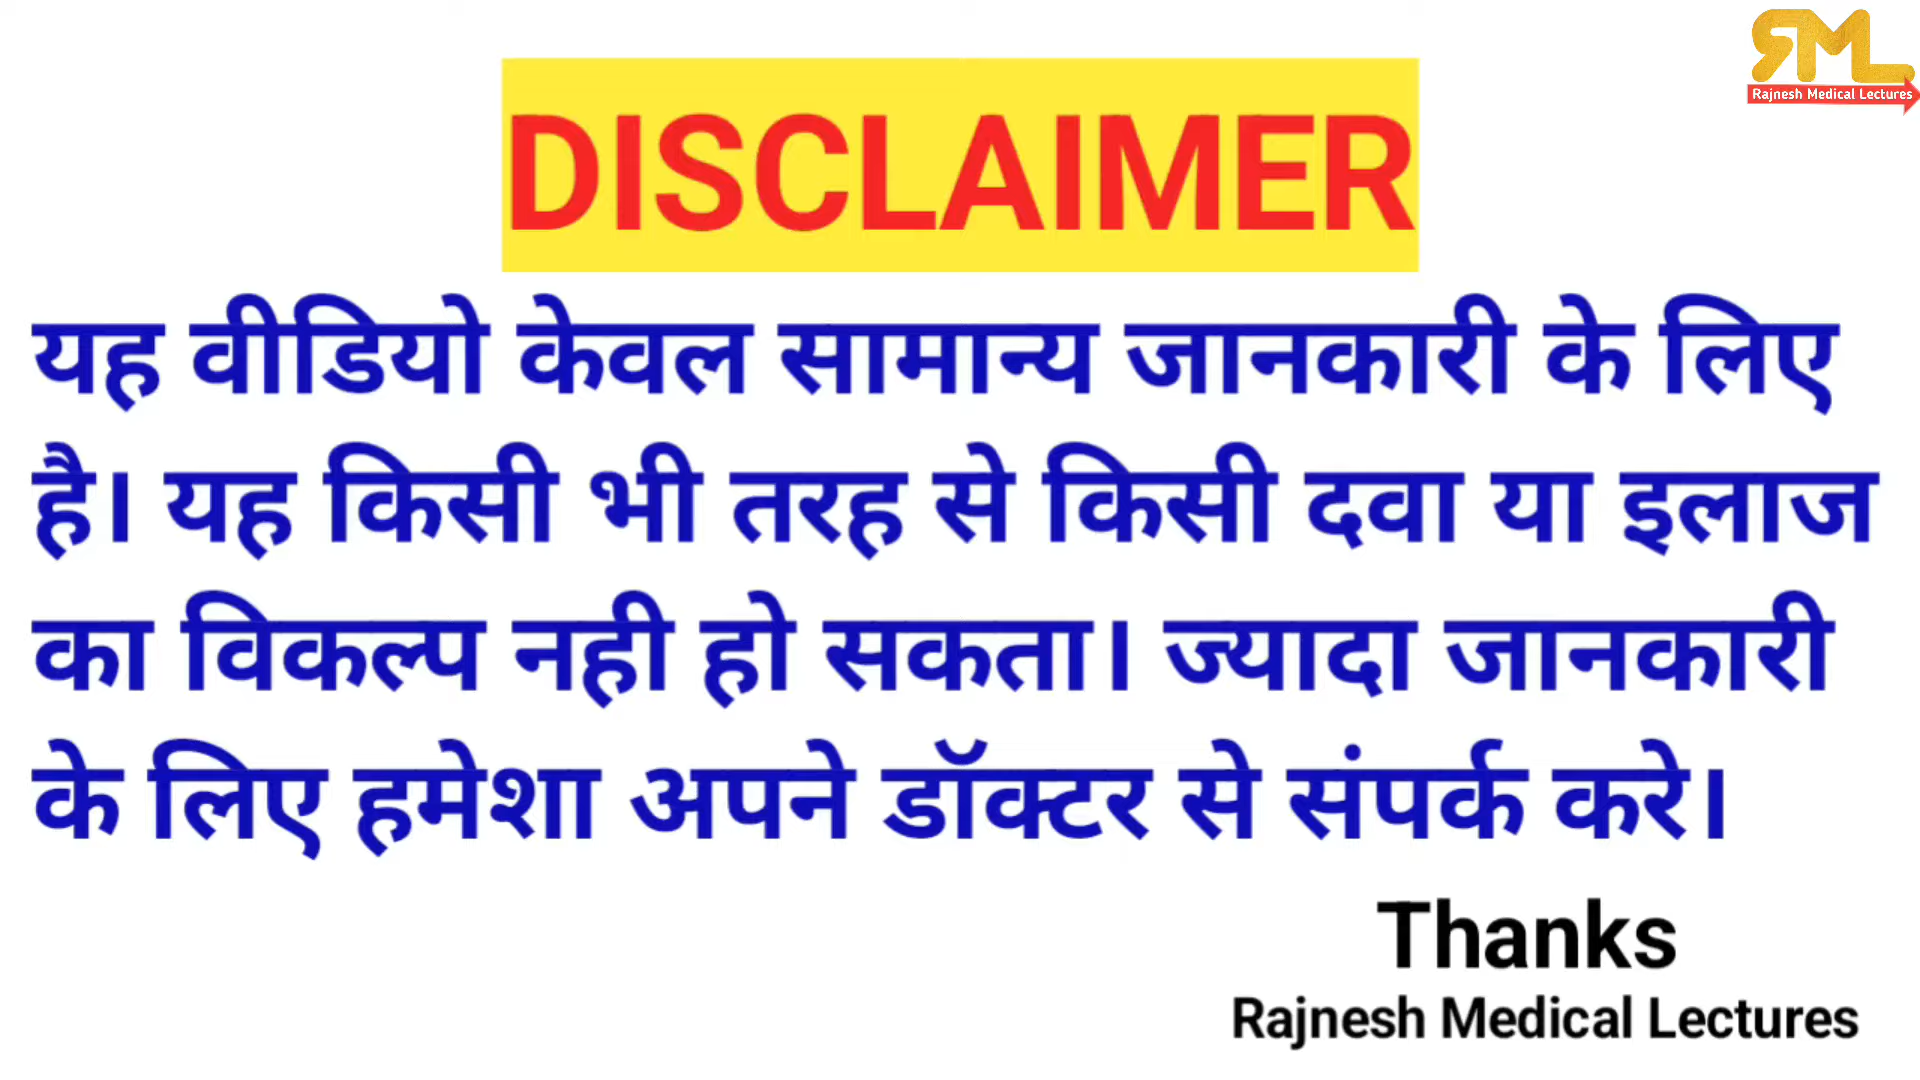 RML
Rajnesh Medical Lectures
DISCLAIMER
यह वीडियो केवल सामान्य जानकारी के लिए
है। यह किसी भी तरह से किसी दवा या इलाज
का विकल्प नही हो सकता। ज्यादा जानकारी
के लिए हमेशा अपने डॉक्टर से संपर्क करे।
Thanks
Rajnesh Medical Lectures